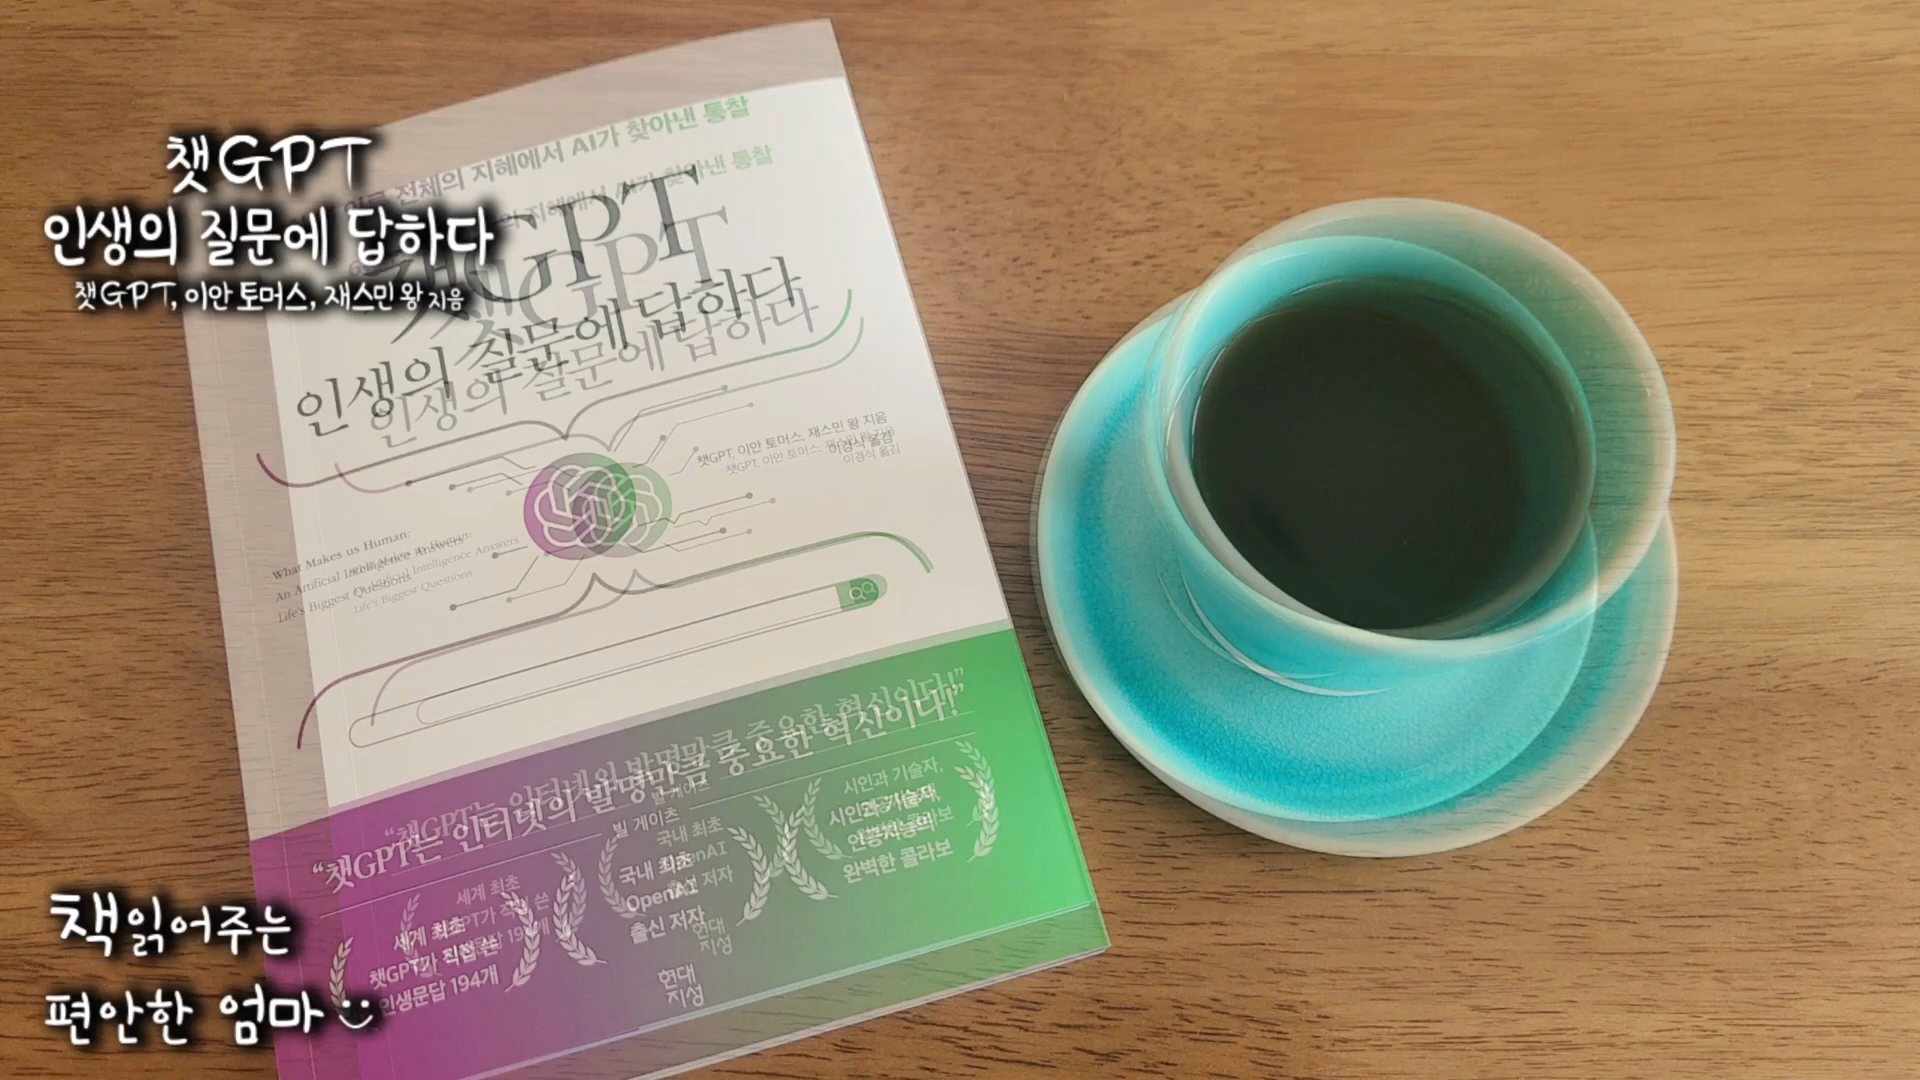 챗GPT
인생의 질문에 답하다
챗GPT, 이안 토머스, 재스민 왕 지음
전체의 지혜에서 AI가 찾아낸 통찰
챗GPT
인생의 질문에 답하다
챗GPT, 이안 토머스, 재스민 왕 지음
이경식 옮김
What Makes us Human:
An Artificial Intelligence Answers
Life's Biggest Questions
“챗GPT는 인터넷의 발명만큼 중요한 혁신이다!”
빌 게이츠
세계 최초
챗GPT가 직접 쓴
인생문답 194개
국내 최초
OpenAI
출신 저자
시인과 기술자,
인공지능의
완벽한 콜라보
현대
지성
책읽어주는
편안한 엄마